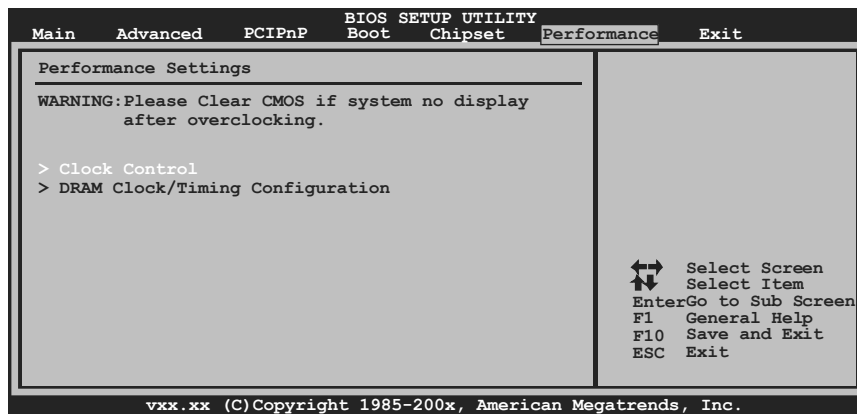 BIOS SETUP UTILITY
Main Advanced PCIPnP Boot Chipset Performance Exit
Performance Settings
WARNING:Please Clear CMOS if system no display
after overclocking.
> Clock Control
> DRAM Clock/Timing Configuration
Select Screen
Select Item
EnterGo to Sub Screen
F1 General Help
F10 Save and Exit
ESC Exit
vxx.xx (C)Copyright 1985-200x, American Megatrends, Inc.